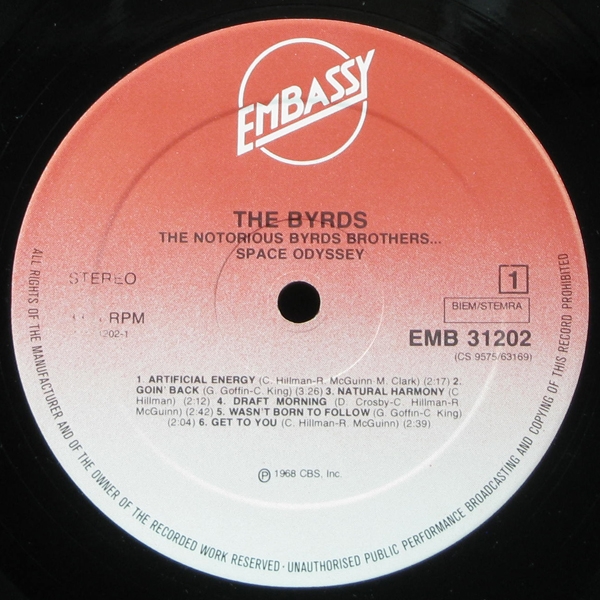 EMBASSY
THE BYRDS
THE NOTORIOUS BYRDS BROTHERS...
SPACE ODYSSEY
STEREO
RPM
1
BIEM/STEMRA
EMB 31202
(CS 9575/63169)
1 ARTIFICIAL ENERGY (C. Hillman-R. McGuinn-M. Clark) (2:17) 2.
GOIN' BACK (G. Goffin-C. King) (3:26) 3. NATURAL HARMONY (C
Hillman) (2:12) 4. DRAFT MORNING (D. Crosby-C. Hillman-R
McGuinn) (2:42) 5. WASN'T BORN TO FOLLOW (G. Goffin-C. King)
(2:04) 6. GET TO YOU (C. Hillman-R. McGuinn) (2:39)
Ⓟ 1968 CBS, Inc.
ALL RIGHTS OF THE MANUFACTURER AND OF THE OWNER OF THE RECORDED WORK RESERVED · UNAUTHORISED PUBLIC PERFORMANCE BROADCASTING AND COPYING OF THIS RECORD PROHIBITED